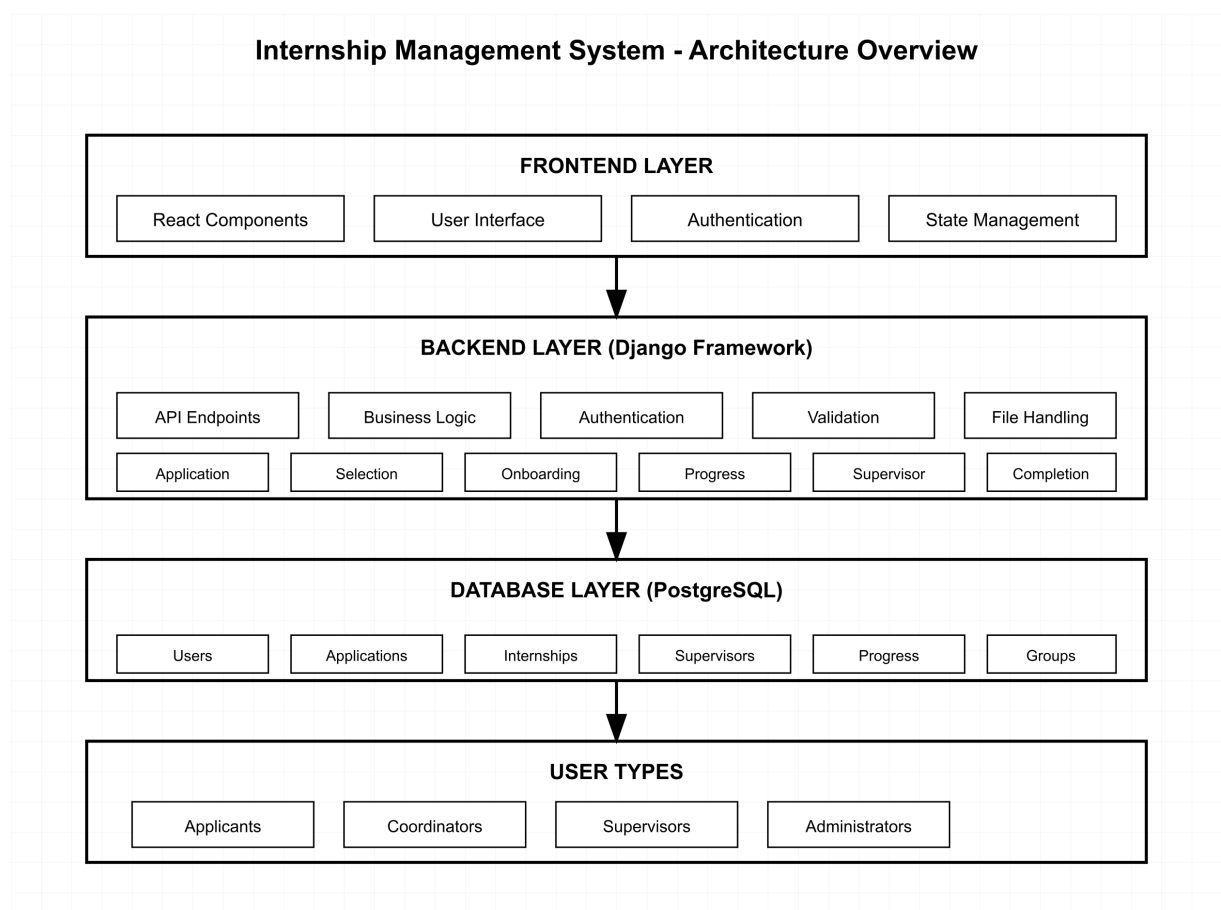 Internship Management System - Architecture Overview
FRONTEND LAYER
React Components
User Interface
Authentication
State Management
BACKEND LAYER (Django Framework)
API Endpoints
Business Logic
Authentication
Validation
File Handling
Application
Selection
Onboarding
Progress
Supervisor
Completion
DATABASE LAYER (PostgreSQL)
Users
Applications
Internships
Supervisors
Progress
Groups
USER TYPES
Applicants
Coordinators
Supervisors
Administrators